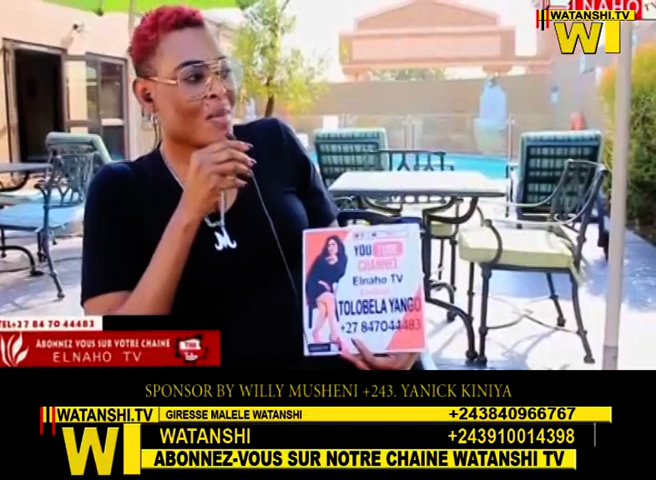 ELNAHO TV
WATANSHI.TV
WI
YOU TUBE
CHANNEL
Elnaho TV
TOLOBELA YANGO
+27 847044483
M
TEL+27 84 70 44483
ABONNEZ VOUS SUR VOTRE CHAINE
ELNAHO TV
SPONSOR BY WILLY MUSHENI +243. YANICK KINIYA
WATANSHI.TV GIRESSE MALELE WATANSHI +243840966767
WI WATANSHI +243910014398
ABONNEZ-VOUS SUR NOTRE CHAINE WATANSHI TV